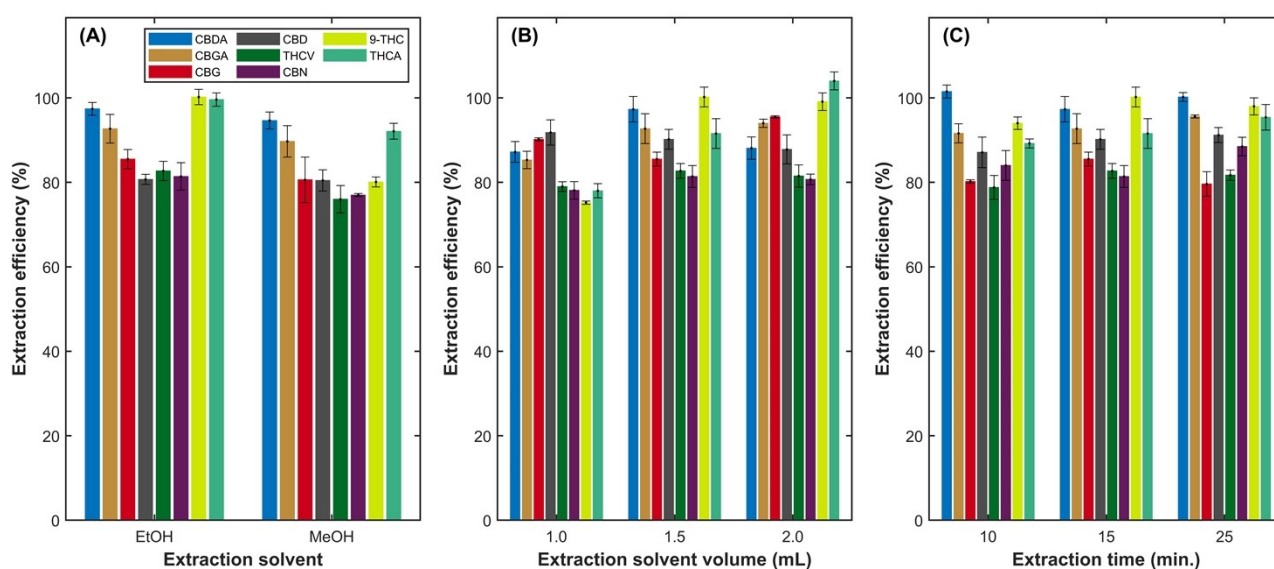 (A)
CBDA CBD 9-THC
CBGA THCV THCA
CBG CBN
100
80
60
40
20
0
Extraction efficiency (%)
EtOH MeOH
Extraction solvent
(B)
100
80
60
40
20
0
Extraction efficiency (%)
1.0 1.5 2.0
Extraction solvent volume (mL)
(C)
100
80
60
40
20
0
Extraction efficiency (%)
10 15 25
Extraction time (min.)